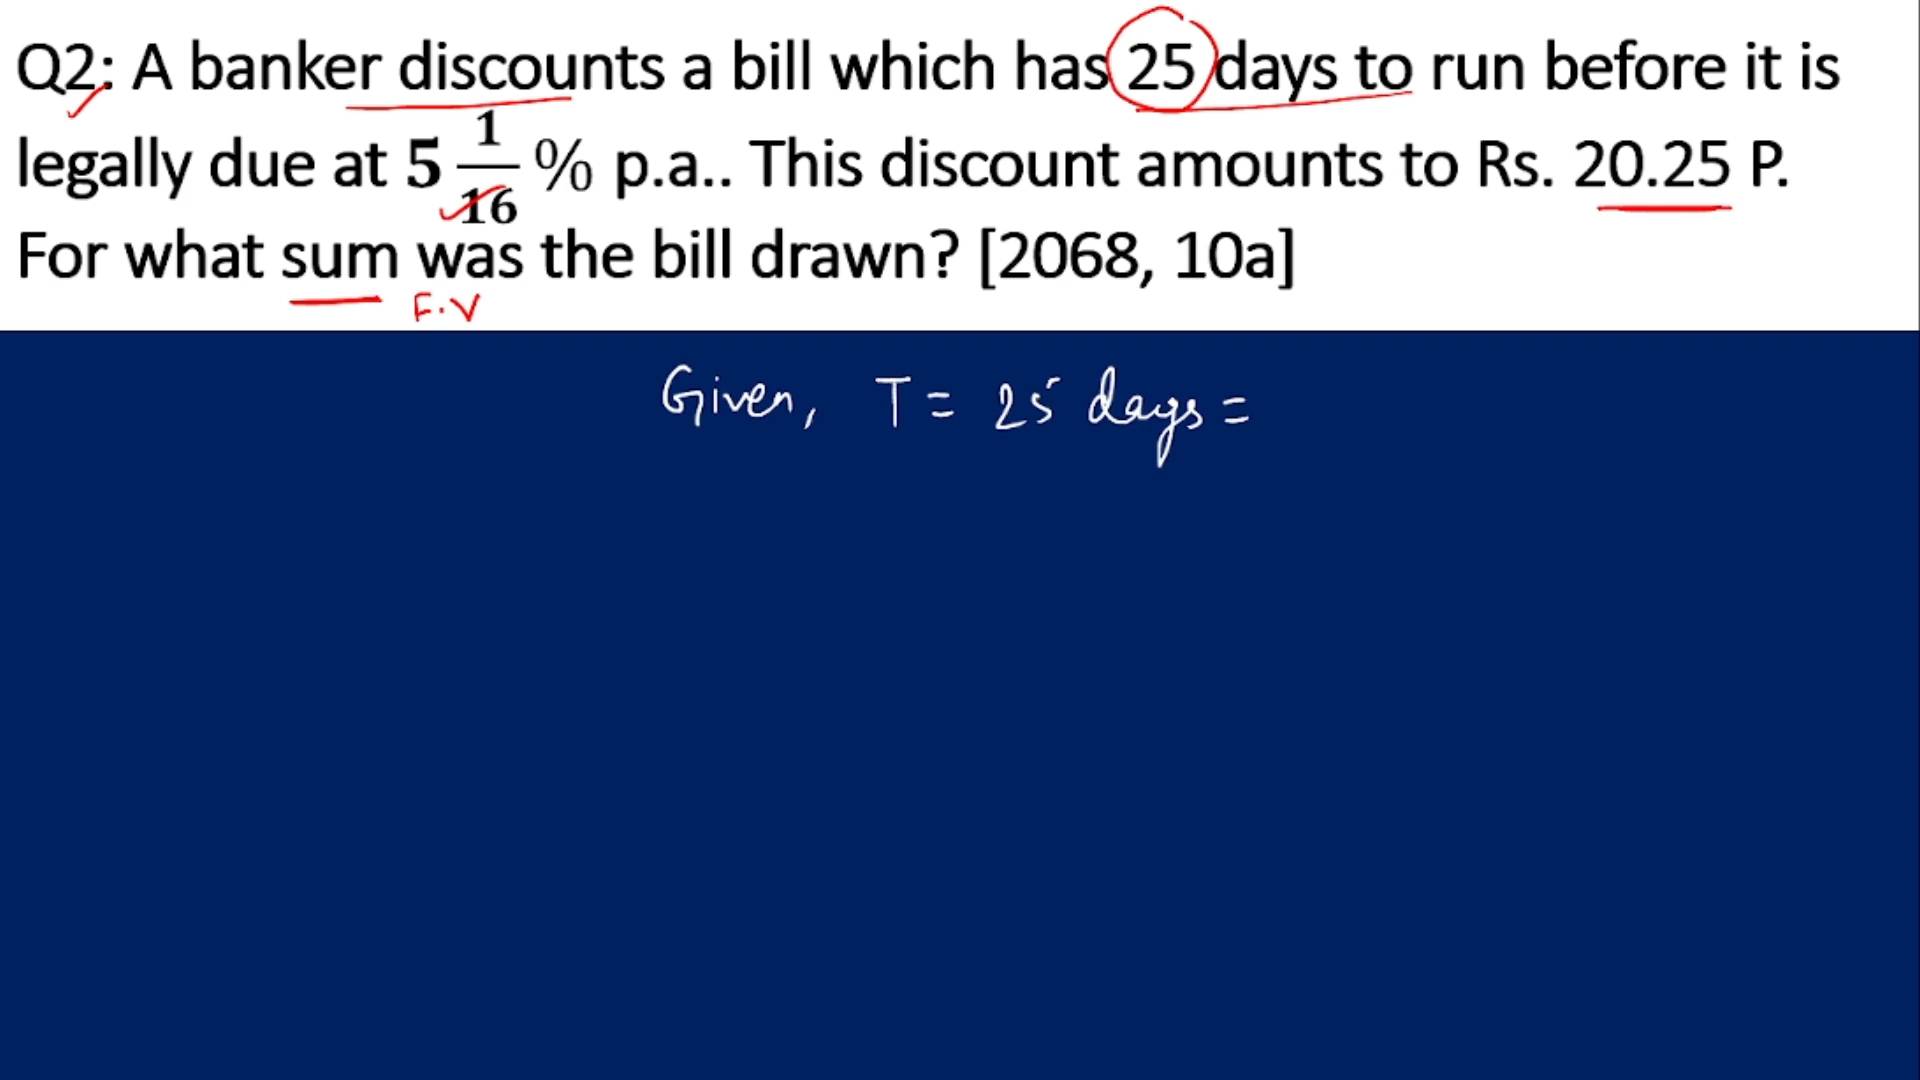 Q2: A banker discounts a bill which has 25 days to run before it is
legally due at 5 1/16 % p.a.. This discount amounts to Rs. 20.25 P.
For what sum was the bill drawn? [2068, 10a]
F.V
Given, T = 25 days =